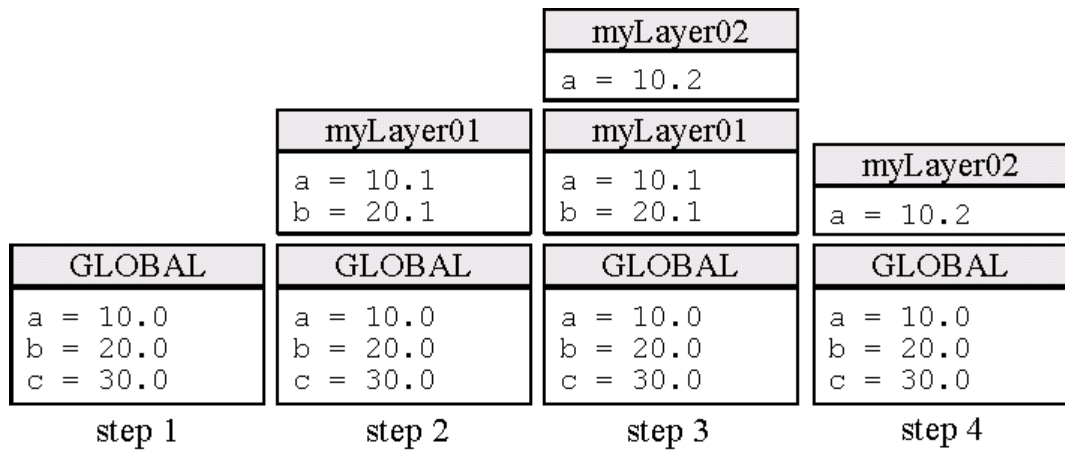 GLOBAL
a = 10.0
b = 20.0
c = 30.0
step 1
myLayer01
a = 10.1
b = 20.1
GLOBAL
a = 10.0
b = 20.0
c = 30.0
step 2
myLayer02
a = 10.2
myLayer01
a = 10.1
b = 20.1
GLOBAL
a = 10.0
b = 20.0
c = 30.0
step 3
myLayer02
a = 10.2
GLOBAL
a = 10.0
b = 20.0
c = 30.0
step 4